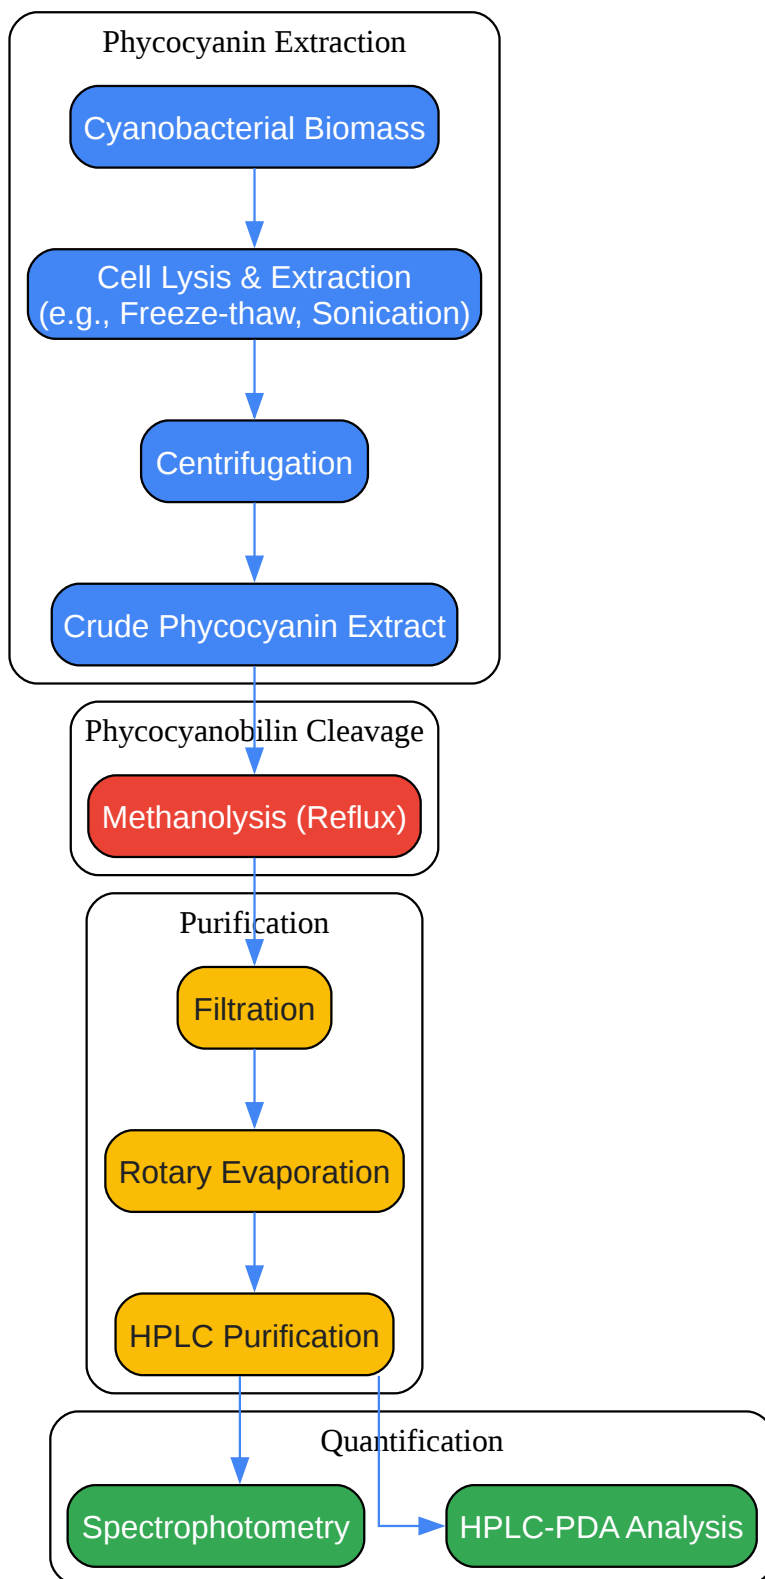 Phycocyanin Extraction
Cyanobacterial Biomass
Cell Lysis & Extraction
(e.g., Freeze-thaw, Sonication)
Centrifugation
Crude Phycocyanin Extract
Phycocyanobilin Cleavage
Methanolysis (Reflux)
Purification
Filtration
Rotary Evaporation
HPLC Purification
Quantification
Spectrophotometry
HPLC-PDA Analysis